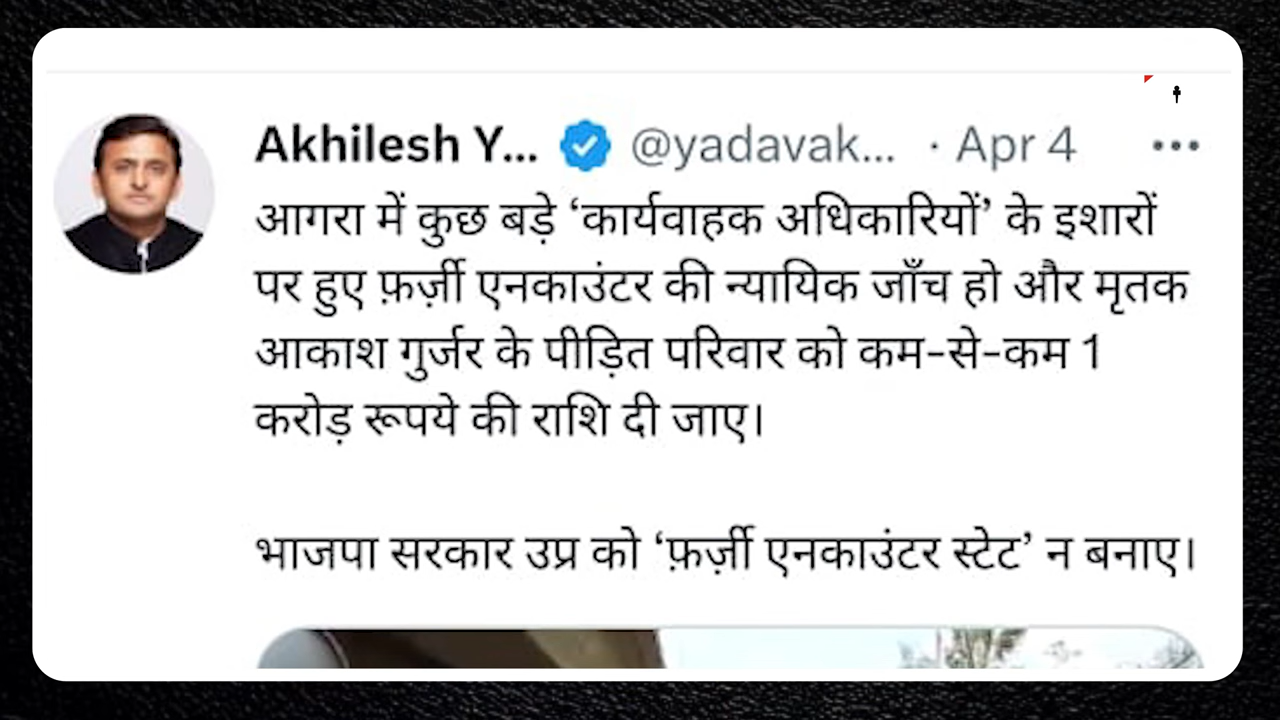 Akhilesh Y... @yadavak... · Apr 4 •••
आगरा में कुछ बड़े ‘कार्यवाहक अधिकारियों’ के इशारों
पर हुए फ़र्ज़ी एनकाउंटर की न्यायिक जाँच हो और मृतक
आकाश गुर्जर के पीड़ित परिवार को कम-से-कम 1
करोड़ रूपये की राशि दी जाए।
भाजपा सरकार उप्र को ‘फ़र्ज़ी एनकाउंटर स्टेट’ न बनाए।